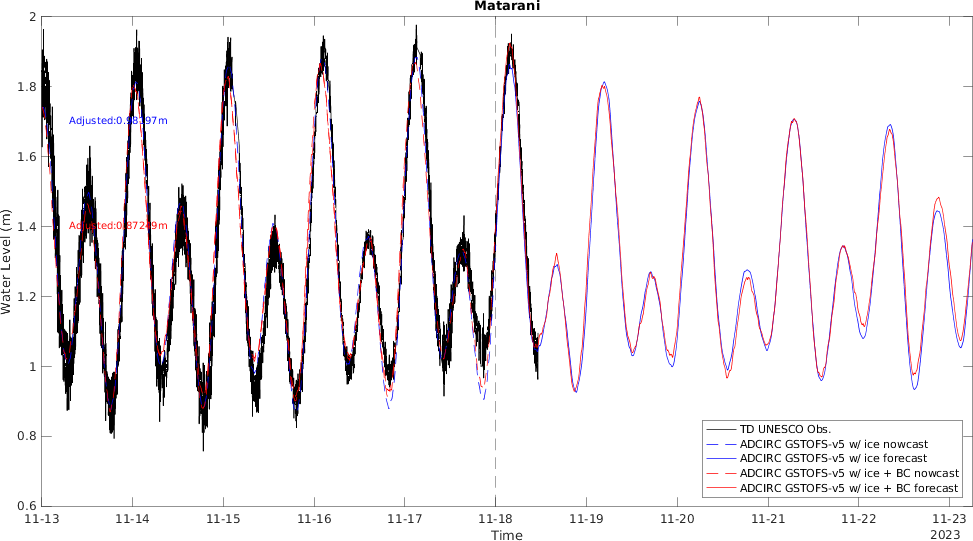 Matarani
2
1.8
1.6
1.4
1.2
1
0.8
0.6
Water Level (m)
Adjusted:0.98197m
Adjusted:0.87249m
TD UNESCO Obs.
ADCIRC GSTOFS-v5 w/ ice nowcast
ADCIRC GSTOFS-v5 w/ ice forecast
ADCIRC GSTOFS-v5 w/ ice + BC nowcast
ADCIRC GSTOFS-v5 w/ ice + BC forecast
11-13 11-14 11-15 11-16 11-17 11-18 11-19 11-20 11-21 11-22 11-23
Time
2023